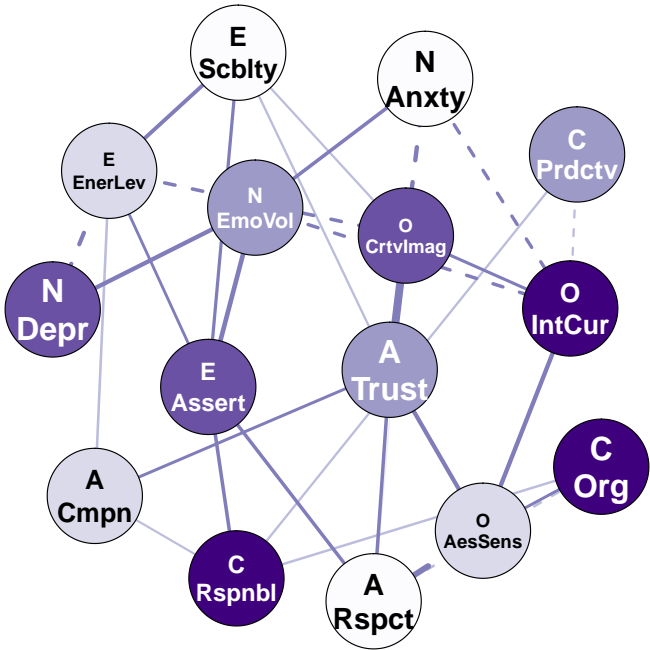 E
Scblty
N
Anxty
C
Prdctv
E
EnerLev
N
EmoVol
O
CrtvImag
N
Depr
O
IntCur
E
Assert
A
Trust
A
Cmpn
C
Org
O
AesSens
C
Rspnbl
A
Rspct